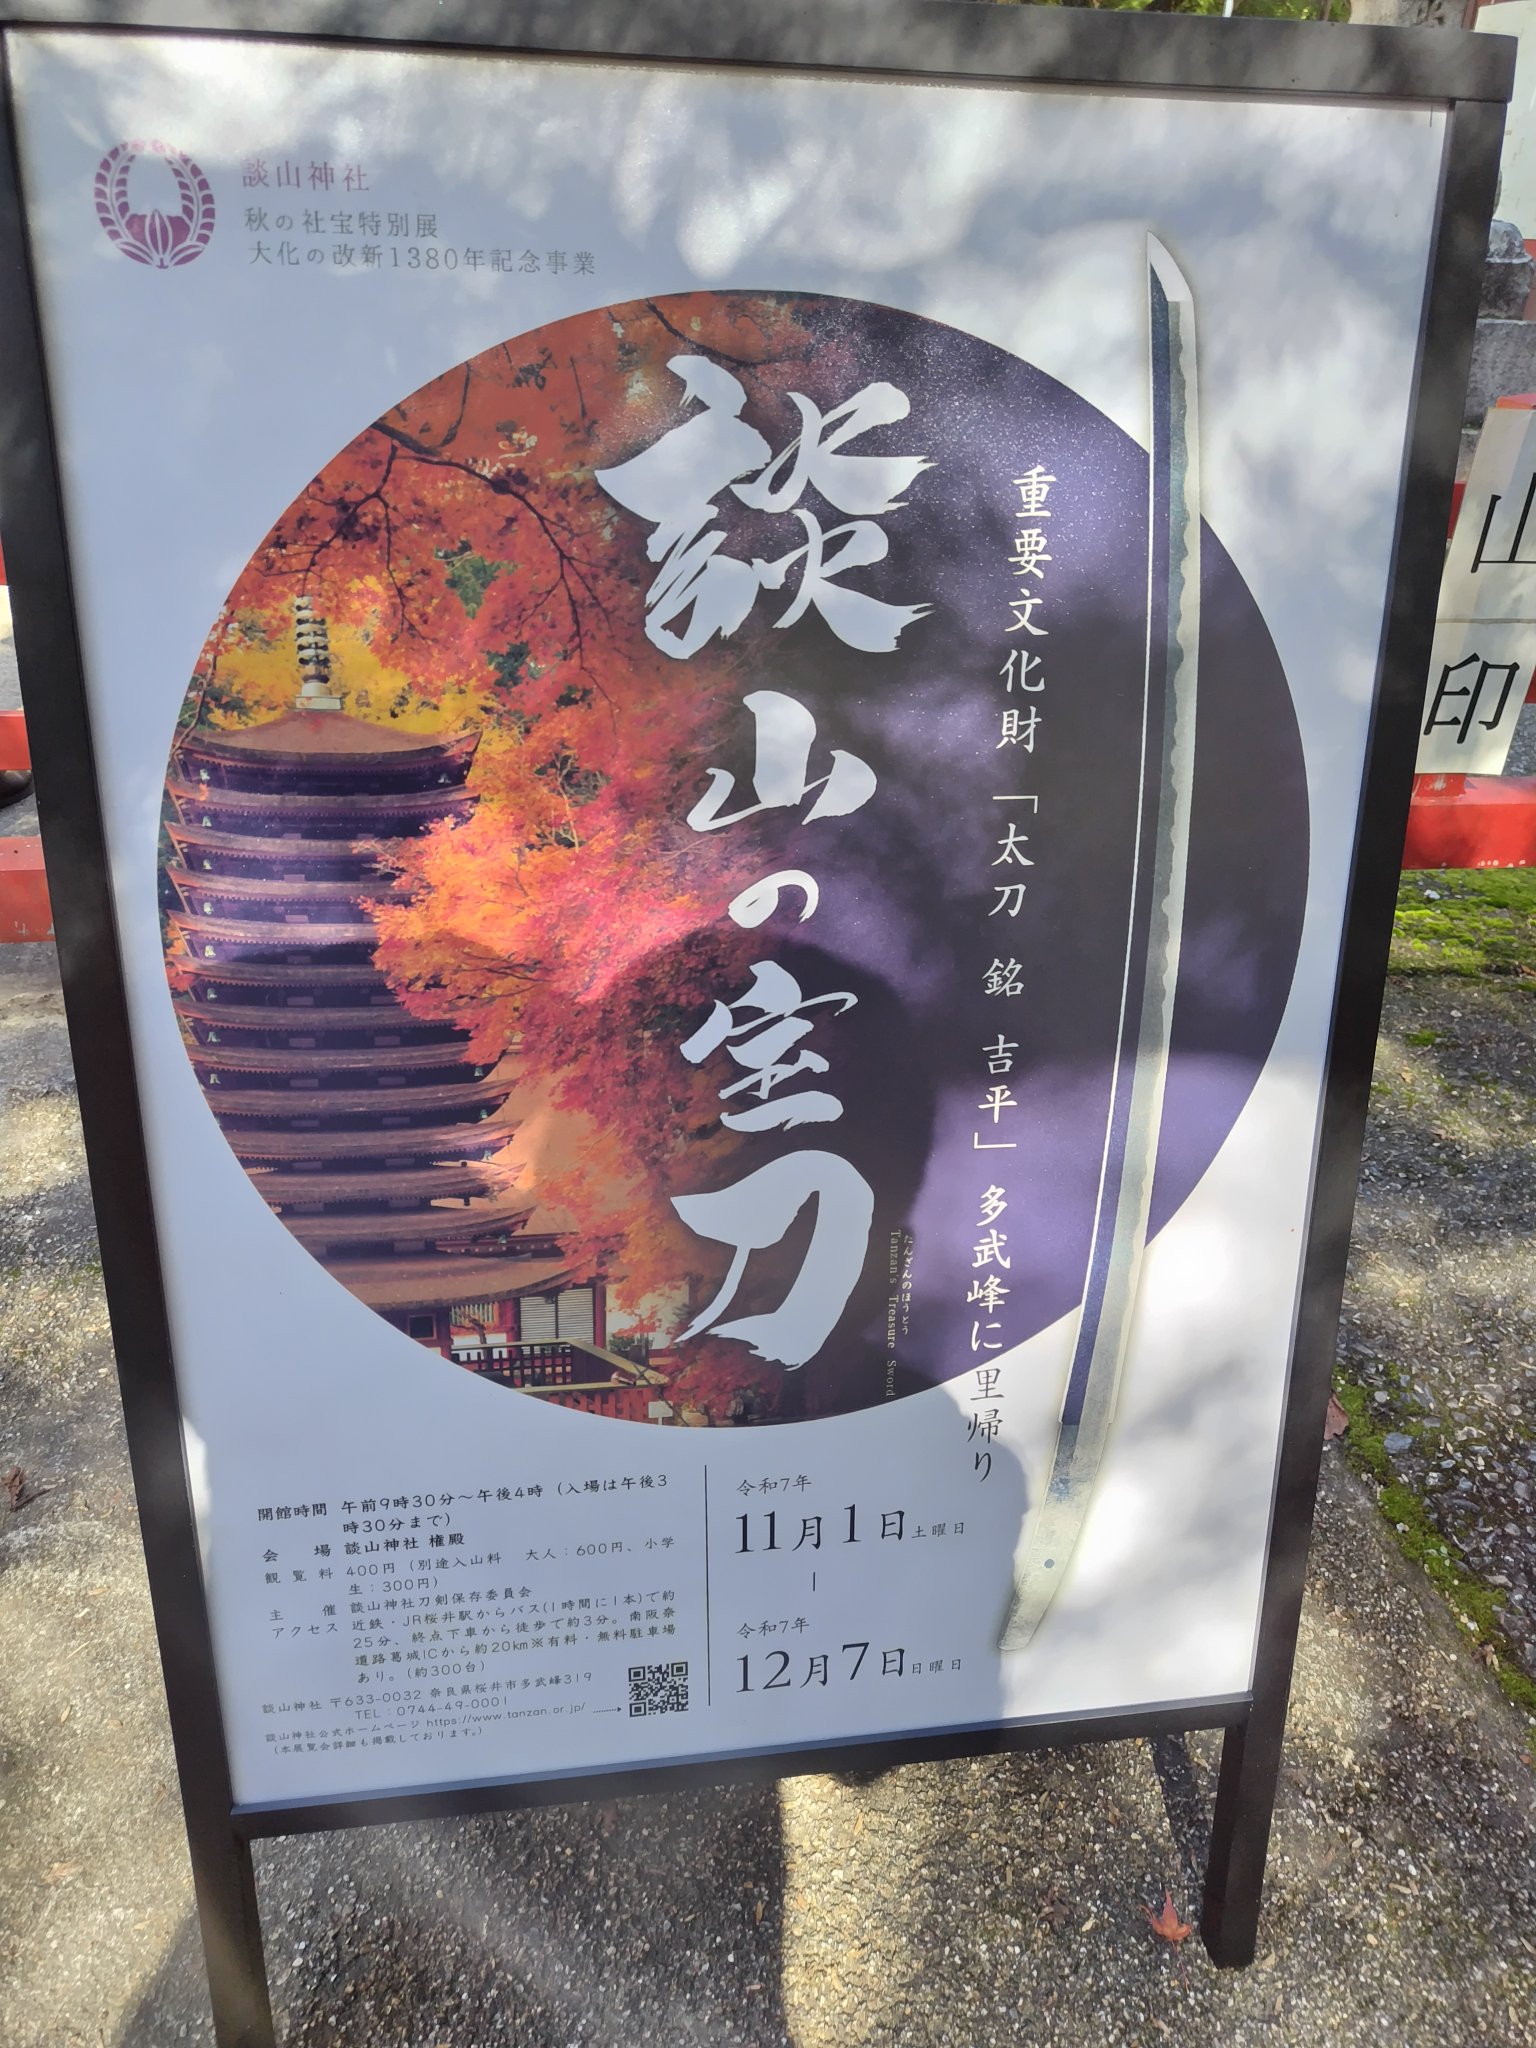 談山神社
秋の社宝特別展
大化の改新1380年記念事業
談山の宝刀
たんざんのほうとう
Tanzan's Treasure Sword
重要文化財「太刀 銘 吉平」多武峰に里帰り
開館時間 午前9時30分～午後4時（入場は午後3
時30分まで）
会場 談山神社 権殿
観覧料 400円（別途入山料 大人：600円、小学
生：300円）
主催 談山神社刀剣保存委員会
アクセス 近鉄・JR桜井駅からバス(1時間に1本)で約
25分、終点下車から徒歩で約3分。南阪奈
道路葛城ICから約20km※有料・無料駐車場
あり。（約300台）
談山神社 〒633-0032 奈良県桜井市多武峰319
TEL：0744-49-0001
談山神社公式ホームページ https://www.tanzan.or.jp/
（本展覧会詳細も掲載しております。）
令和7年
11月1日土曜日
令和7年
12月7日日曜日
山
印